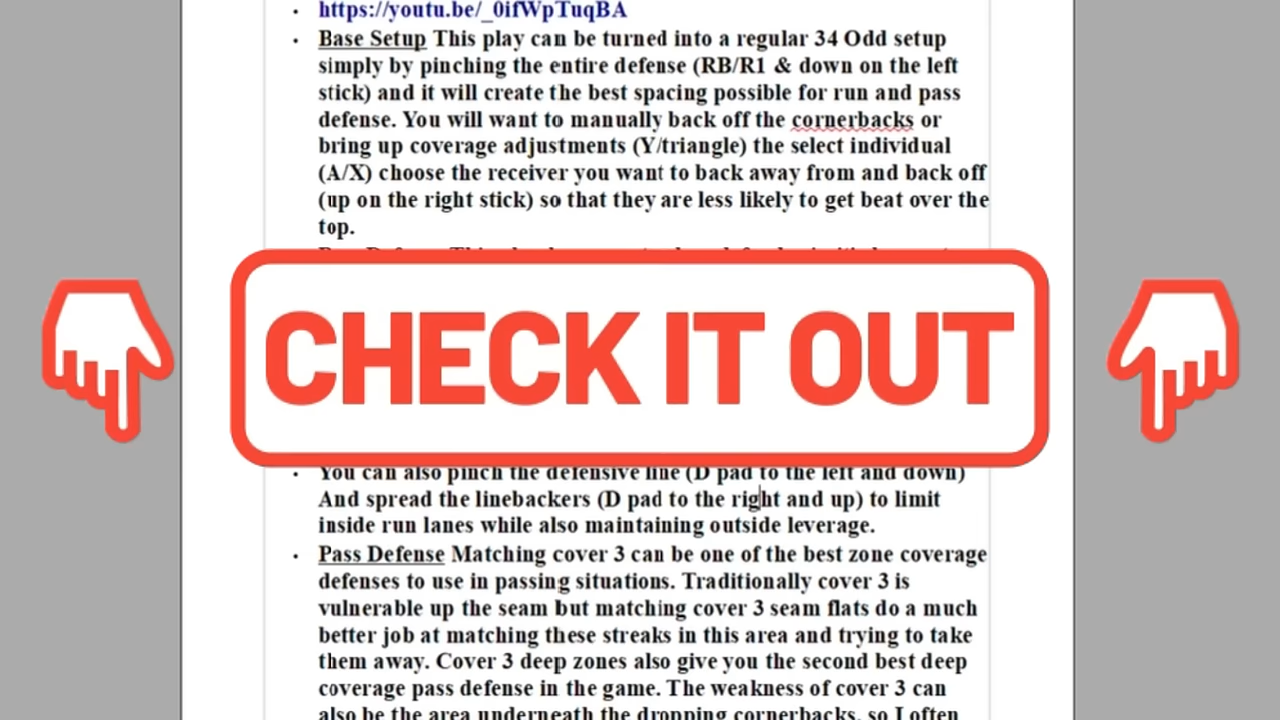 https://youtu.be/_0ifWpTuqBA
Base Setup This play can be turned into a regular 34 Odd setup
simply by pinching the entire defense (RB/R1 & down on the left
stick) and it will create the best spacing possible for run and pass
defense. You will want to manually back off the cornerbacks or
bring up coverage adjustments (Y/triangle) the select individual
(A/X) choose the receiver you want to back away from and back off
(up on the right stick) so that they are less likely to get beat over the
top.
CHECK IT OUT
You can also pinch the defensive line (D pad to the left and down)
And spread the linebackers (D pad to the right and up) to limit
inside run lanes while also maintaining outside leverage.
Pass Defense Matching cover 3 can be one of the best zone coverage
defenses to use in passing situations. Traditionally cover 3 is
vulnerable up the seam but matching cover 3 seam flats do a much
better job at matching these streaks in this area and trying to take
them away. Cover 3 deep zones also give you the second best deep
coverage pass defense in the game. The weakness of cover 3 can
also be the area underneath the dropping cornerbacks, so I often